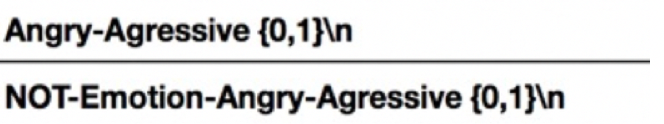 Angry-Agressive {0,1}\n
NOT-Emotion-Angry-Agressive {0,1}\n